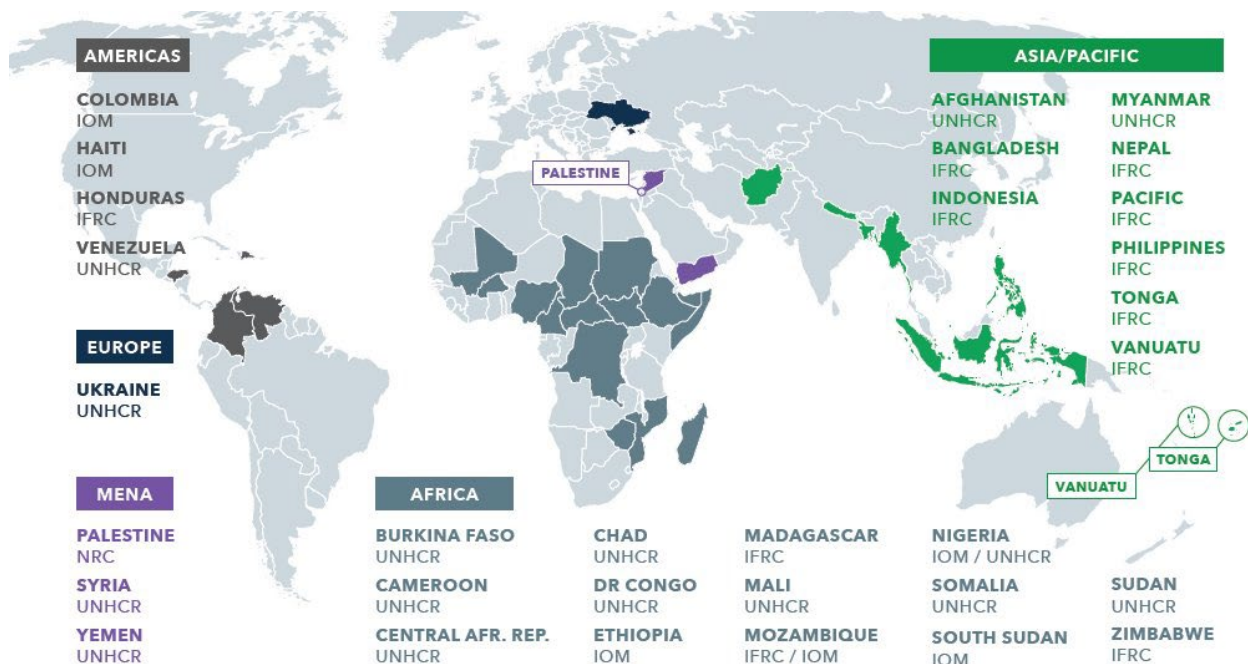 AMERICAS
COLOMBIA
IOM
HAITI
IOM
HONDURAS
IFRC
VENEZUELA
UNHCR
EUROPE
UKRAINE
UNHCR
MENA
PALESTINE
NRC
SYRIA
UNHCR
YEMEN
UNHCR
PALESTINE
AFRICA
BURKINA FASO
UNHCR
CAMEROON
UNHCR
CENTRAL AFR. REP.
UNHCR
CHAD
UNHCR
DR CONGO
UNHCR
ETHIOPIA
IOM
MADAGASCAR
IFRC
MALI
UNHCR
MOZAMBIQUE
IFRC / IOM
NIGERIA
IOM / UNHCR
SOMALIA
UNHCR
SOUTH SUDAN
IOM
SUDAN
UNHCR
ZIMBABWE
IFRC
ASIA/PACIFIC
AFGHANISTAN
UNHCR
BANGLADESH
IFRC
INDONESIA
IFRC
MYANMAR
UNHCR
NEPAL
IFRC
PACIFIC
IFRC
PHILIPPINES
IFRC
TONGA
IFRC
VANUATU
IFRC
TONGA
VANUATU